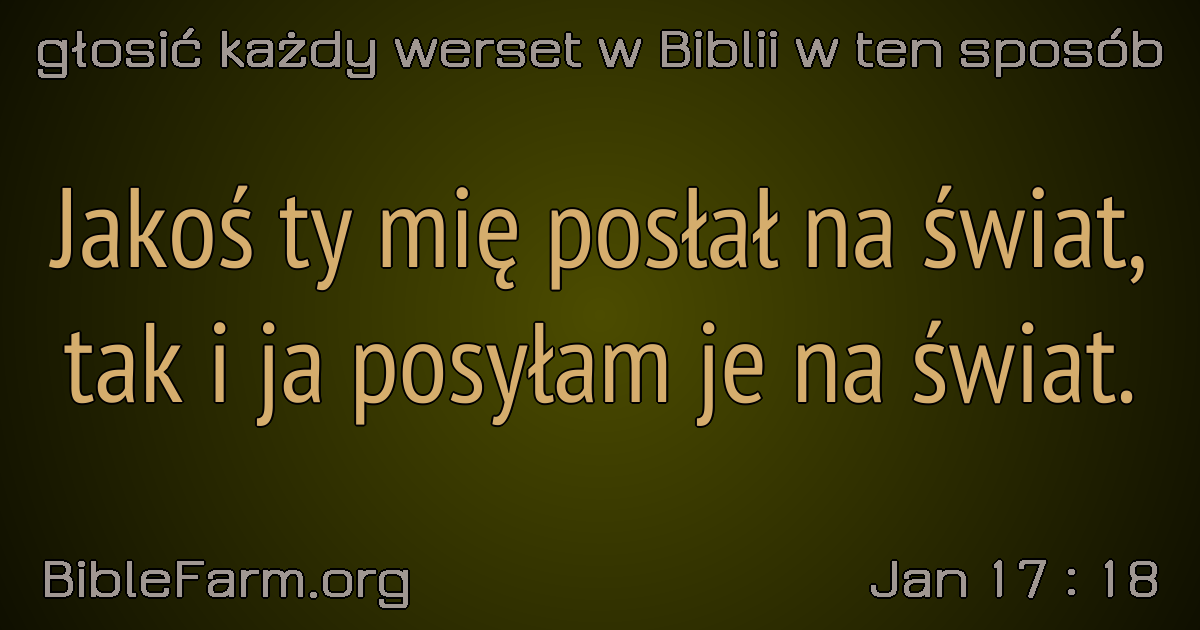 głosić każdy werset w Biblii w ten sposób
Jakoś ty mię posłał na świat,
tak i ja posyłam je na świat.
BibleFarm.org
Jan 17 : 18